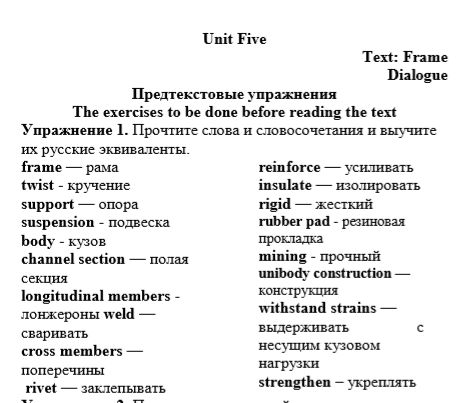 Unit Five
Text: Frame
Dialogue
Предтекстовые упражнения
The exercises to be done before reading the text
Упражнение 1. Прочтите слова и словосочетания и выучите
их русские эквиваленты.
frame — рама
twist - кручение
support — опора
suspension - подвеска
body - кузов
channel section — полая
секция
longitudinal members -
лонжероны weld —
сваривать
cross members —
поперечины
rivet — заклепывать
reinforce — усиливать
insulate — изолировать
rigid — жесткий
rubber pad - резиновая
прокладка
mining - прочный
unibody construction —
конструкция
withstand strains —
выдерживать с
несущим кузовом
нагрузки
strengthen – укреплять